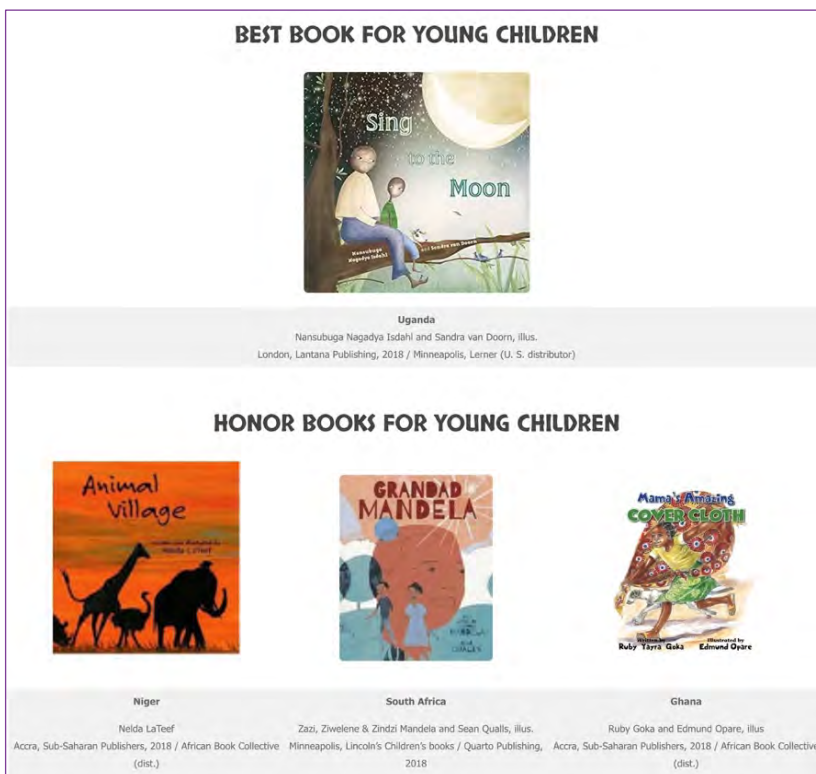 BEST BOOK FOR YOUNG CHILDREN
Sing
to the
Moon
Nansubuga
Nagadya Isdahl
and Sandra van Doorn
Uganda
Nansubuga Nagadya Isdahl and Sandra van Doorn, illus.
London, Lantana Publishing, 2018 / Minneapolis, Lerner (U. S. distributor)
HONOR BOOKS FOR YOUNG CHILDREN
Animal
Village
Nelda LaTeef
GRANDAD
MANDELA
MANDELA
Mama's Amazing
COVER CLOTH
Written by
Ruby Yayra Goka
Illustrated by
Edmund Opare
Niger
Nelda LaTeef
Accra, Sub-Saharan Publishers, 2018 / African Book Collective
(dist.)
South Africa
Zazi, Ziwelene & Zindzi Mandela and Sean Qualls, illus.
Minneapolis, Lincoln's Children's books / Quarto Publishing,
2018
Ghana
Ruby Goka and Edmund Opare, illus
Accra, Sub-Saharan Publishers, 2018 / African Book Collective
(dist.)